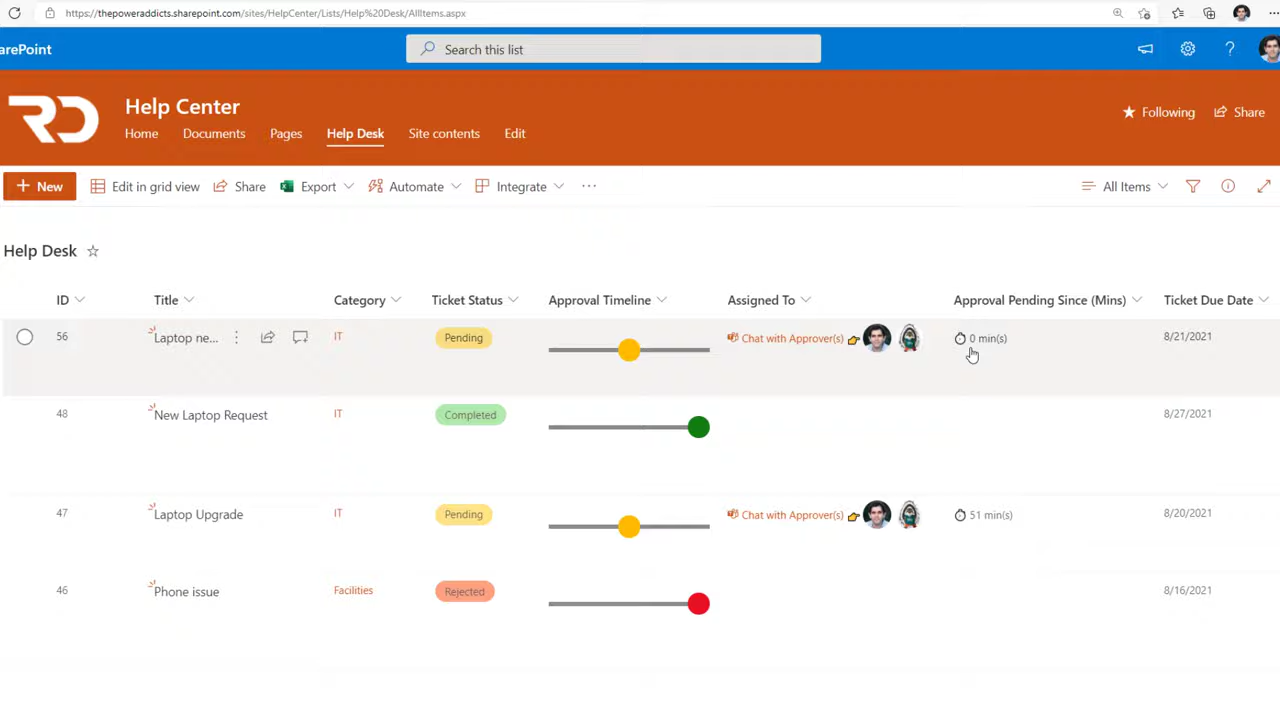 https://thepoweraddicts.sharepoint.com/sites/HelpCenter/Lists/Help%20Desk/AllItems.aspx
arePoint
Search this list
?
RD
Help Center
Home Documents Pages Help Desk Site contents Edit
Following Share
New Edit in grid view Share Export Automate Integrate ... All Items
Help Desk
ID Title Category Ticket Status Approval Timeline Assigned To Approval Pending Since (Mins) Ticket Due Date
56 Laptop ne... IT Pending Chat with Approver(s) 0 min(s) 8/21/2021
48 New Laptop Request IT Completed 8/27/2021
47 Laptop Upgrade IT Pending Chat with Approver(s) 51 min(s) 8/20/2021
46 Phone issue Facilities Rejected 8/16/2021